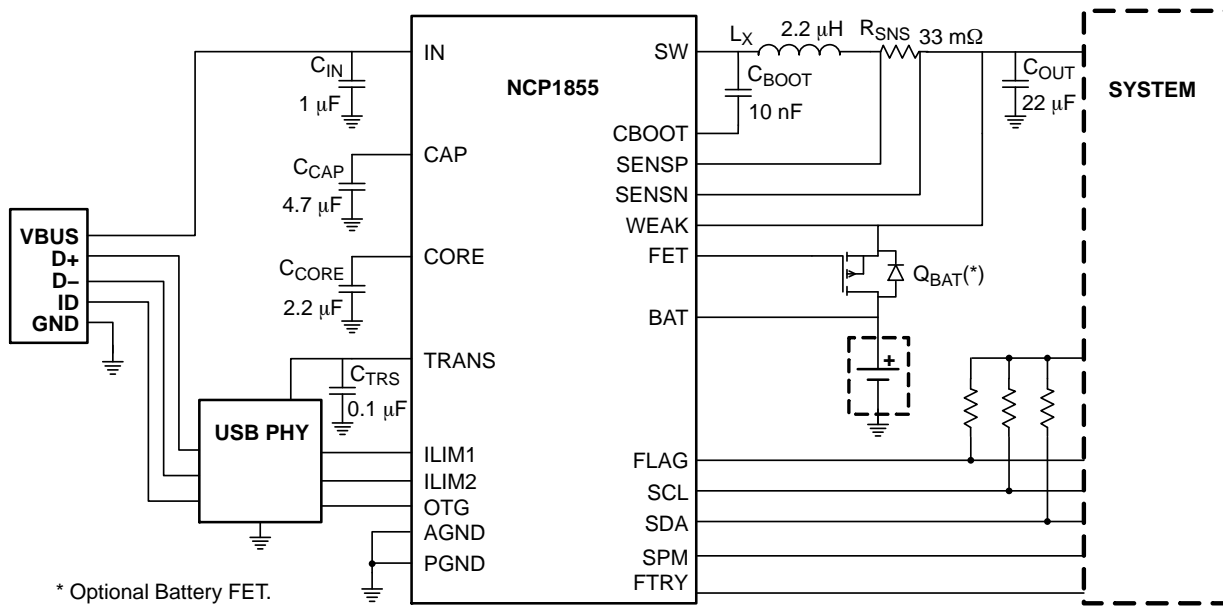 IN
C_IN
1 μF
NCP1855
SW
L_X
2.2 μH
R_SNS
33 mΩ
C_BOOT
10 nF
C_OUT
22 μF
SYSTEM
CBOOT
CAP
C_CAP
4.7 μF
SENSP
SENSN
WEAK
VBUS
D+
D–
ID
GND
CORE
C_CORE
2.2 μF
FET
Q_BAT(*)
BAT
+
TRANS
C_TRS
0.1 μF
USB PHY
ILIM1
ILIM2
OTG
AGND
PGND
FLAG
SCL
SDA
SPM
FTRY
* Optional Battery FET.